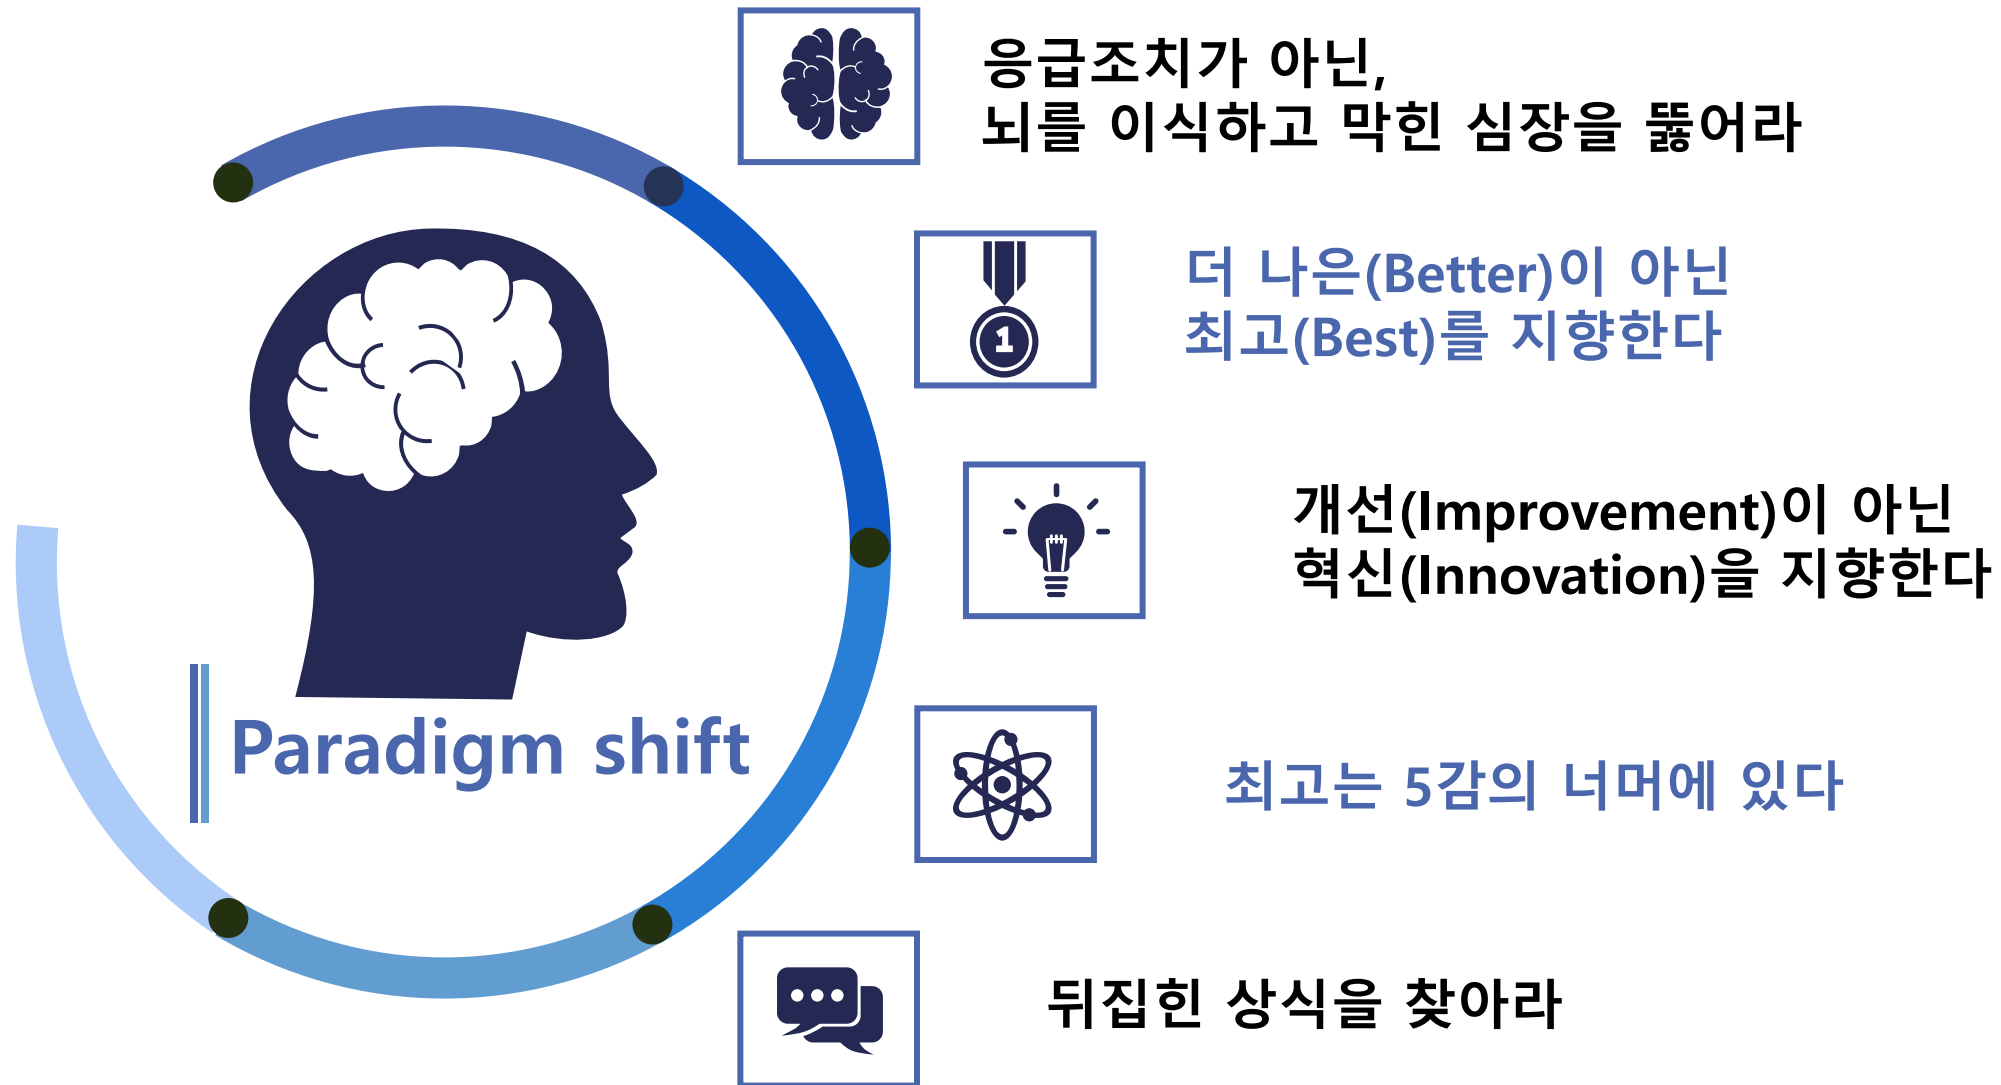 응급조치가 아닌,
뇌를 이식하고 막힌 심장을 뚫어라
더 나은(Better)이 아닌
최고(Best)를 지향한다
1
개선(Improvement)이 아닌
혁신(Innovation)을 지향한다
Paradigm shift
최고는 5감의 너머에 있다
뒤집힌 상식을 찾아라